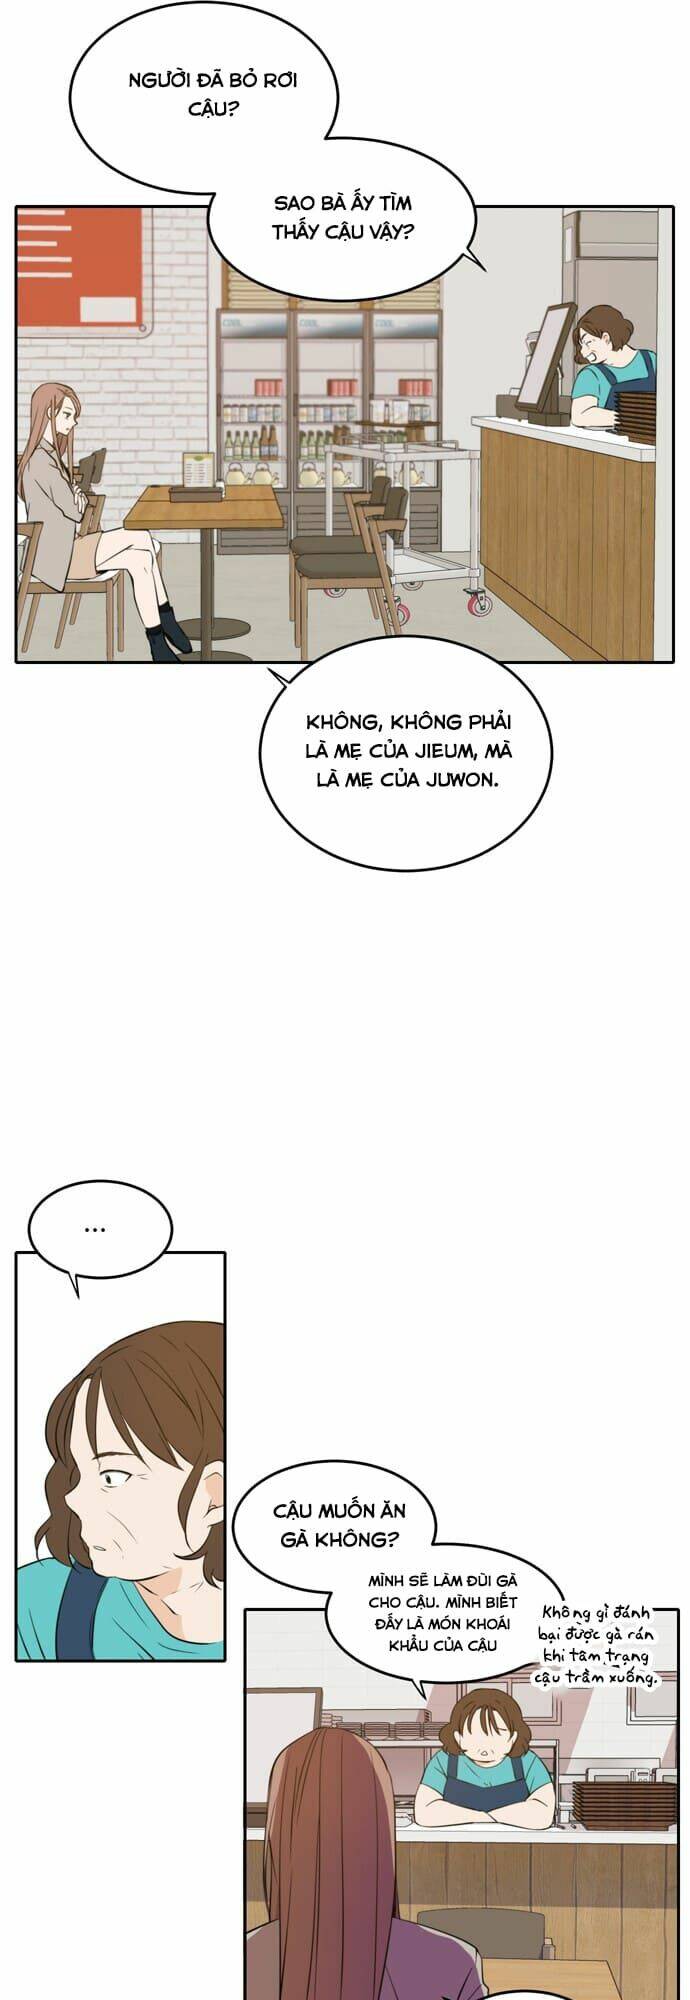 NGƯỜI ĐÃ BỎ RƠI
CẬU?
SAO BÀ ẤY TÌM
THẤY CẬU VẬY?
COOL
COOL
KHÔNG, KHÔNG PHẢI
LÀ MẸ CỦA JIEUM, MÀ
LÀ MẸ CỦA JUWON.
...
CẬU MUỐN ĂN
GÀ KHÔNG?
MÌNH SẼ LÀM ĐÙI GÀ
CHO CẬU. MÌNH BIẾT
ĐẤY LÀ MÓN KHOÁI
KHẨU CỦA CẬU
Không gì đánh
bại được gà rán
khi tâm trạng
cậu trầm xuống.